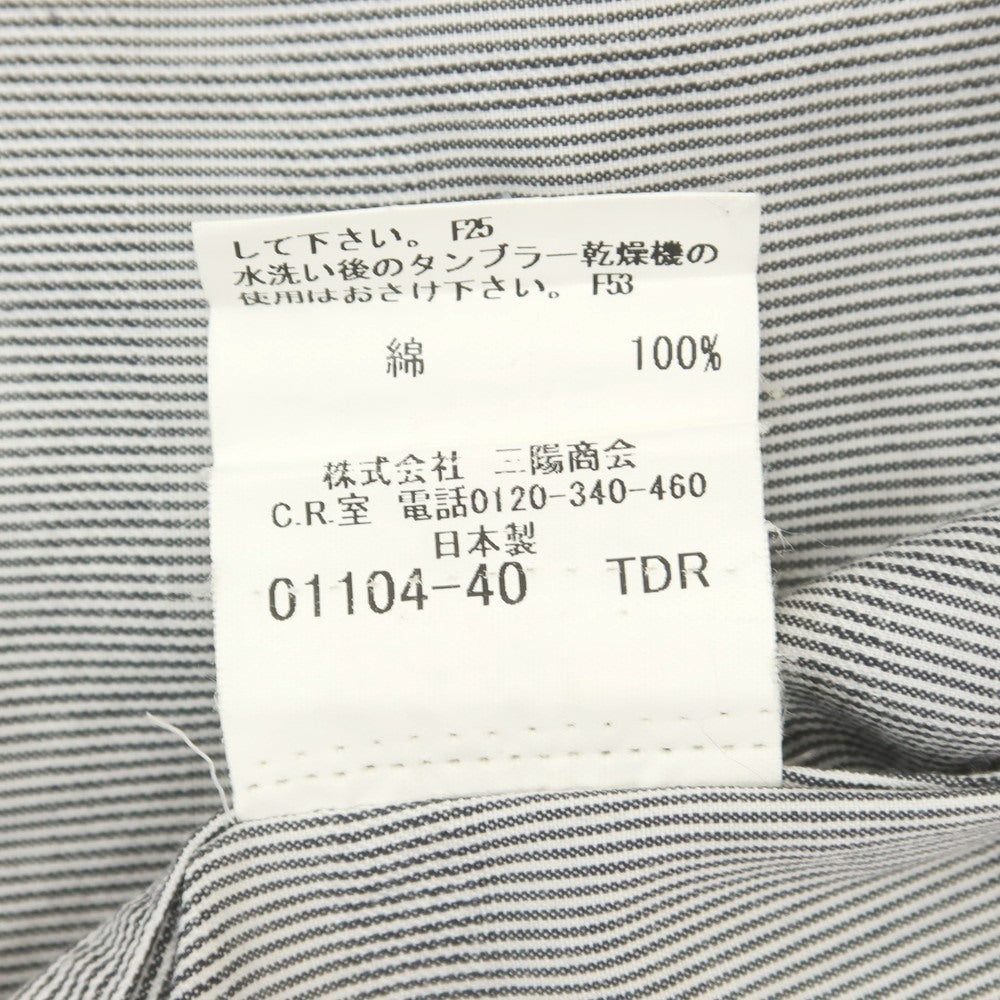 して下さい。 F25
水洗い後のタンブラー乾燥機の
使用はおさけ下さい。 F53
綿 100%
株式会社 三陽商会
C.R.室 電話0120-340-460
日本製
01104-40 TDR